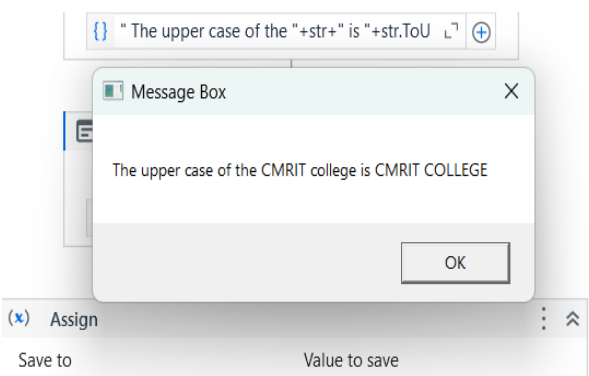 {} " The upper case of the "+str+" is "+str.ToU
Message Box
The upper case of the CMRIT college is CMRIT COLLEGE
OK
(x) Assign
Save to Value to save